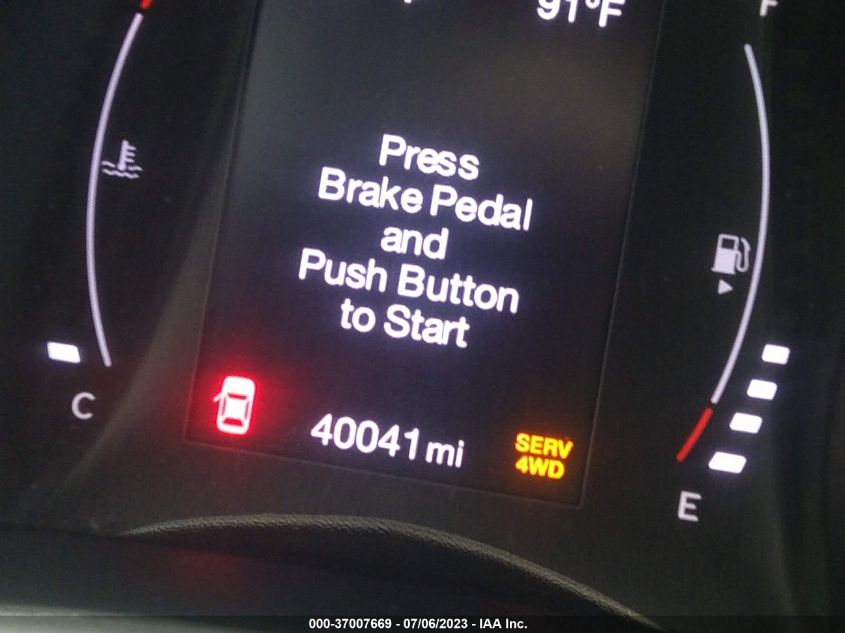 91°F
F
Press
Brake Pedal
and
Push Button
to Start
C
40041 mi
SERV
4WD
E
000-37007669 - 07/06/2023 - IAA Inc.